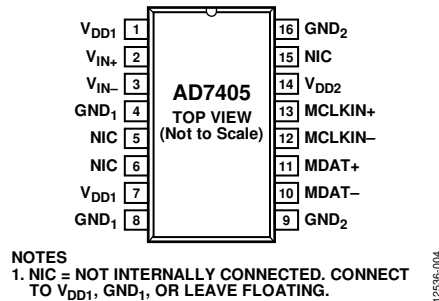 VDD1 1 16 GND2
VIN+ 2 15 NIC
VIN– 3 14 VDD2
GND1 4 13 MCLKIN+
NIC 5 12 MCLKIN–
NIC 6 11 MDAT+
VDD1 7 10 MDAT–
GND1 8 9 GND2
AD7405
TOP VIEW
(Not to Scale)
NOTES
1. NIC = NOT INTERNALLY CONNECTED. CONNECT
TO VDD1, GND1, OR LEAVE FLOATING.
12536-004